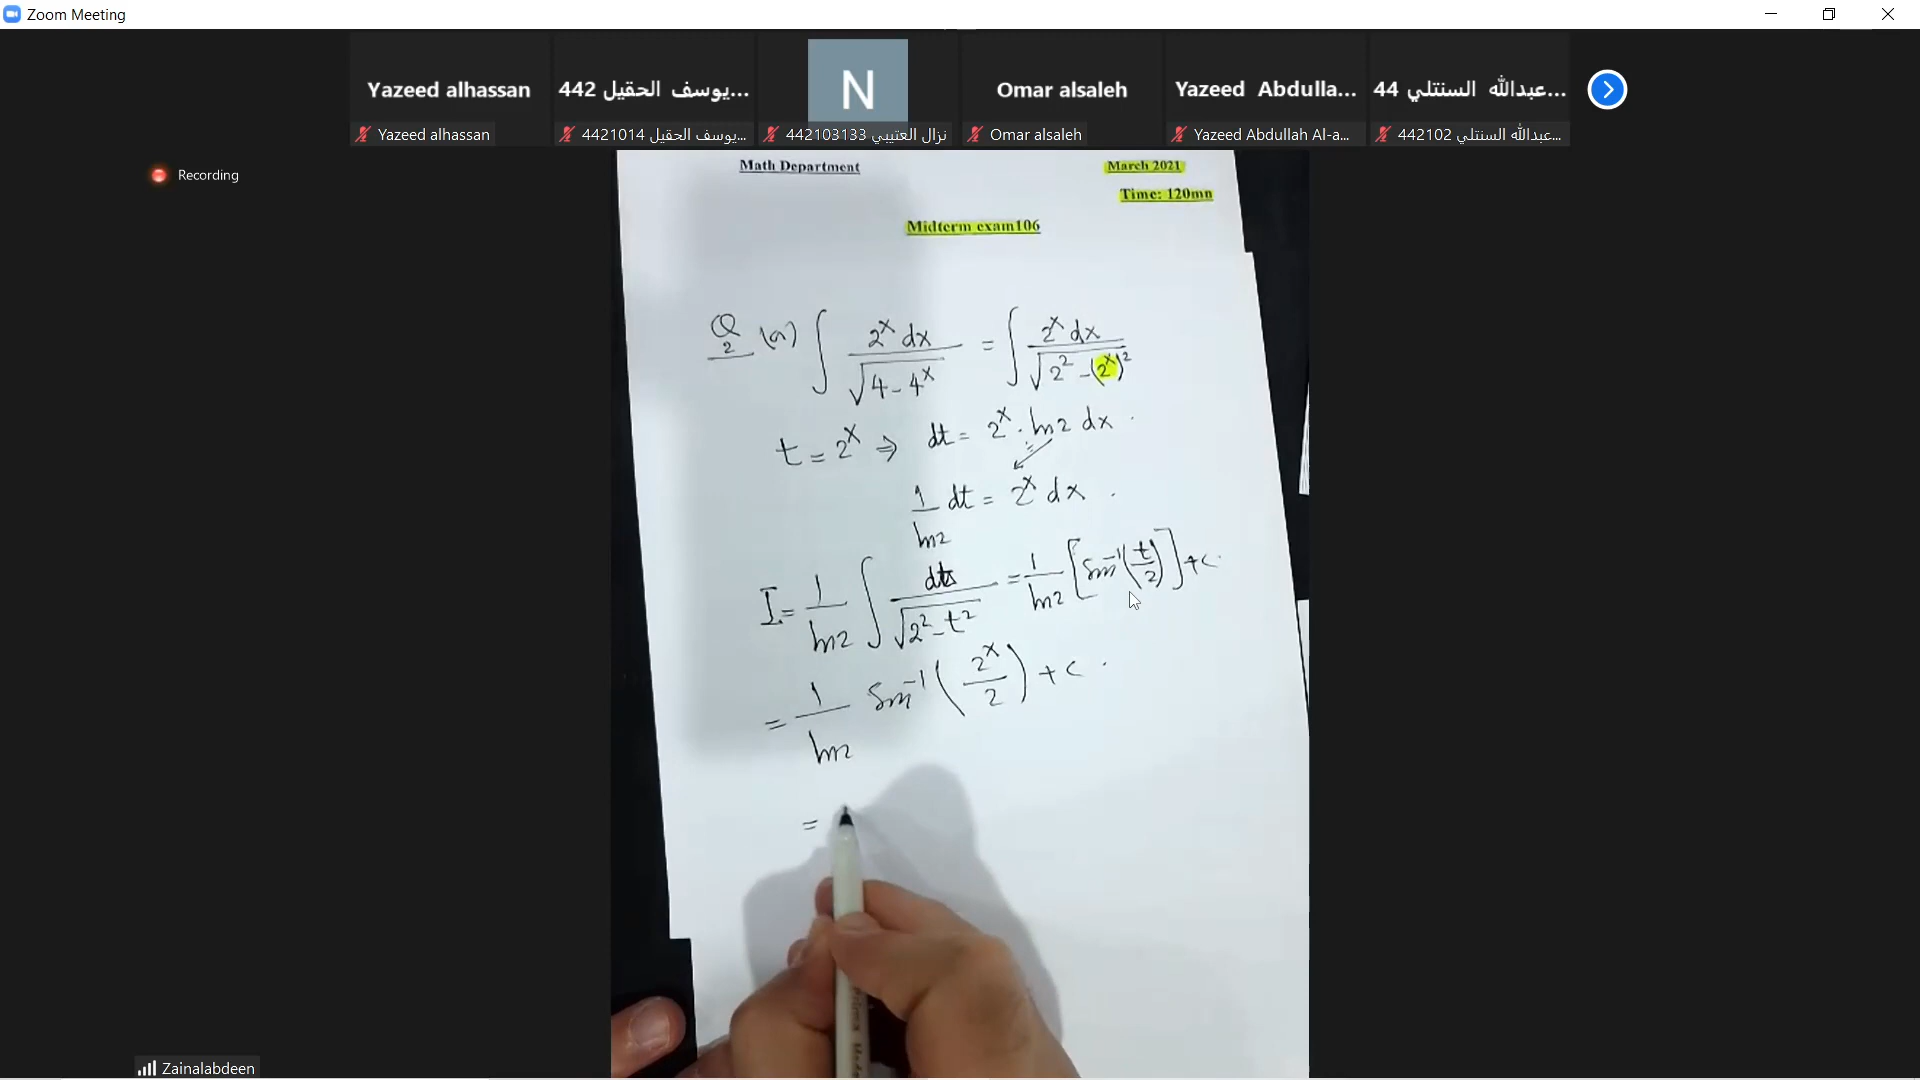 Zoom Meeting
Yazeed alhassan
442 يوسف الحقيل...
N
Omar alsaleh
Yazeed Abdulla...
44 عبدالله السنتلي...
Yazeed alhassan
4421014 يوسف الحقيل...
442103133 نزال العتيبي
Omar alsaleh
Yazeed Abdullah Al-a...
442102 عبدالله السنتلي...
Recording
Math Department
March 2021
Time: 120mn
Midterm exam106
Q/2 (a) ∫ 2^x dx / √(4 - 4^x) = ∫ 2^x dx / √(2^2 - (2^x)^2)
t = 2^x ⇒ dt = 2^x . ln2 dx .
1/ln2 dt = 2^x dx .
I = 1/ln2 ∫ dt / √(2^2 - t^2) = 1/ln2 [sin^-1(t/2)] + c .
= 1/ln2 sin^-1(2^x/2) + c .
=
Zainalabdeen